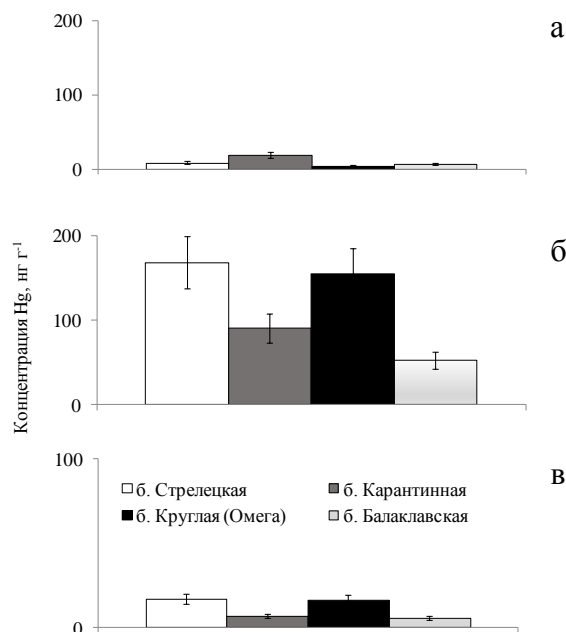 200
а
100
0
Концентрация Hg, нг г-1
200
б
100
0
100
в
б. Стрелецкая б. Карантинная
б. Круглая (Омега) б. Балаклавская
0